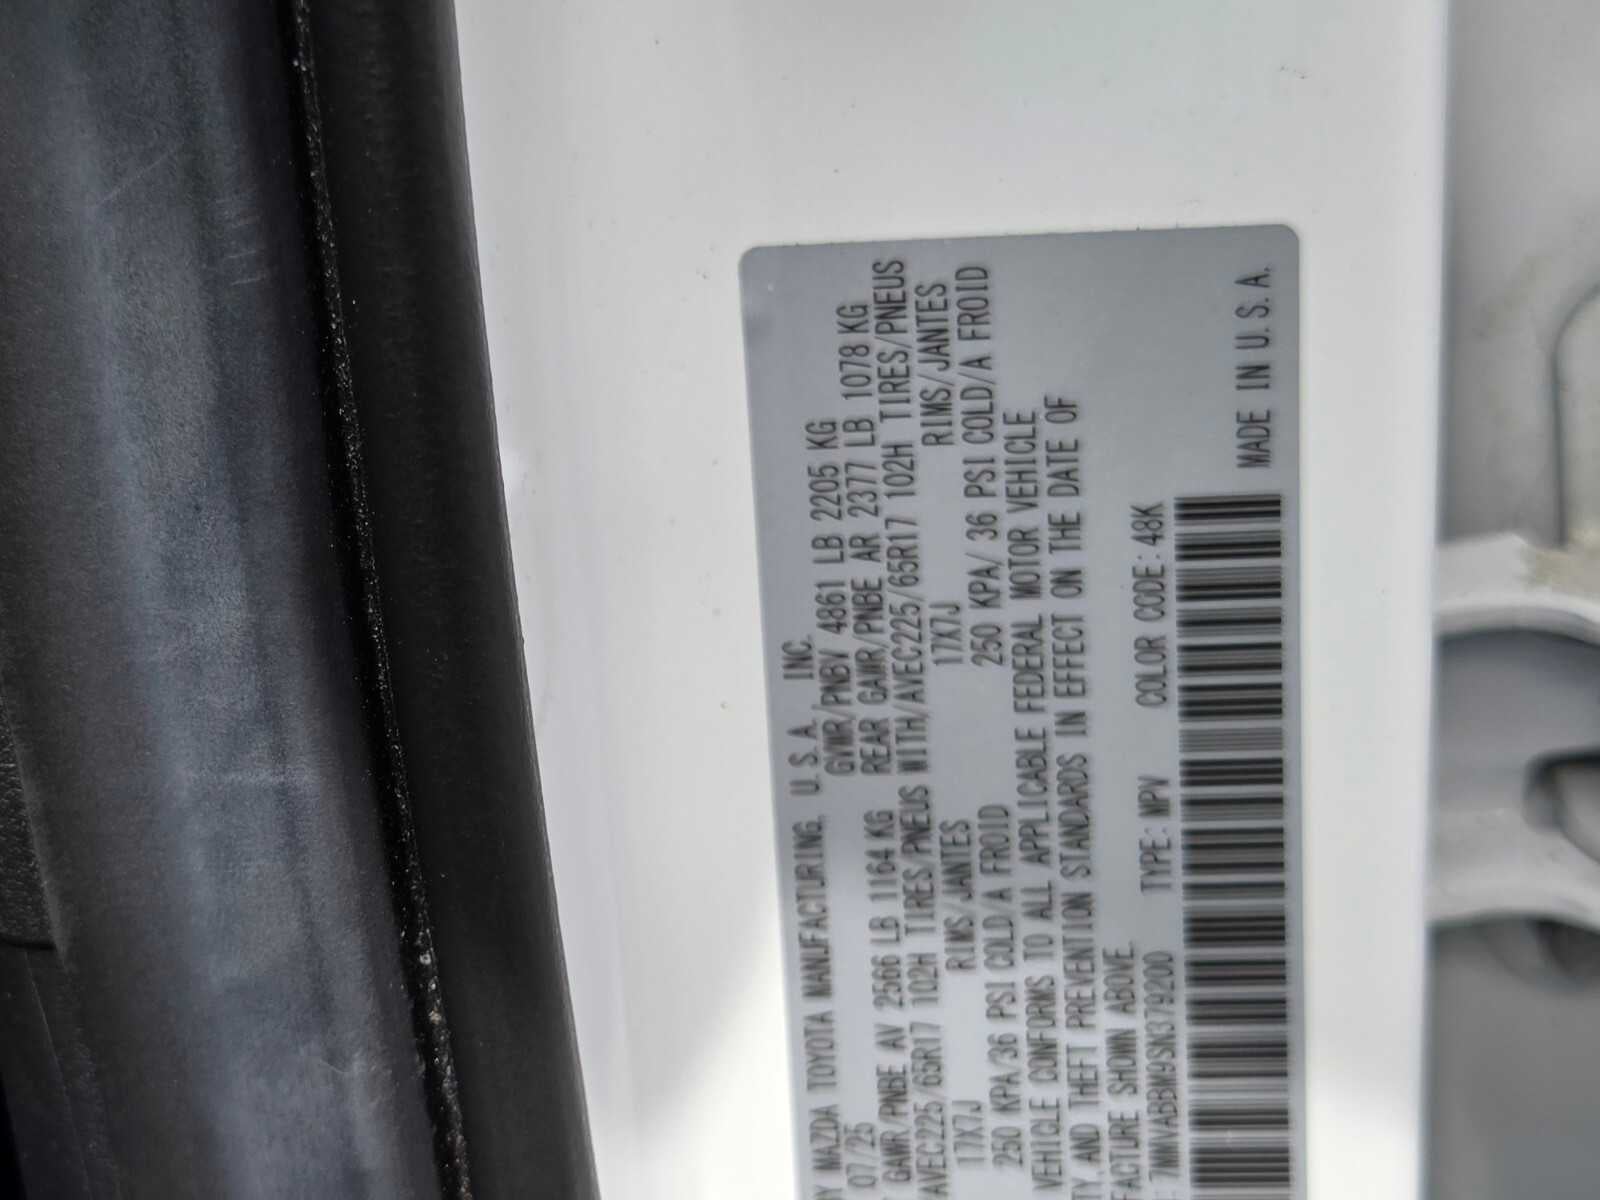 Y MAZDA TOYOTA MANUFACTURING, U.S.A. INC.
07/25 GVWR/PNBV 4861 LB 2205 KG
GAWR/PNBE AV 2566 LB 1164 KG REAR GAWR/PNBE AR 2377 LB 1078 KG
AVEC225/65R17 102H TIRES/PNEUS WITH/AVEC225/65R17 102H TIRES/PNEUS
17X7J RIMS/JANTES 17X7J RIMS/JANTES
250 KPA/36 PSI COLD/A FROID 250 KPA/ 36 PSI COLD/A FROID
VEHICLE CONFORMS TO ALL APPLICABLE FEDERAL MOTOR VEHICLE
TY, AND THEFT PREVENTION STANDARDS IN EFFECT ON THE DATE OF
FACTURE SHOWN ABOVE.
: 7MMVABBM9SN379200 TYPE: MPV COLOR CODE: 48K
MADE IN U.S.A.